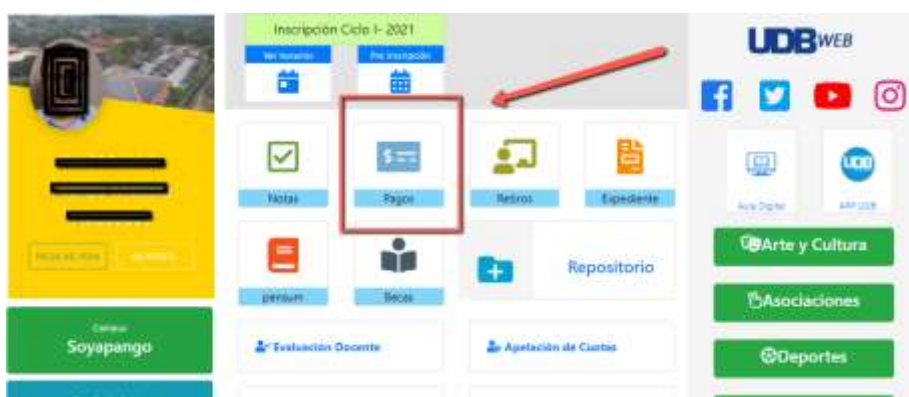 Inscripción Ciclo I- 2021
Ver horarios
Pre inscripción
Notas
Pagos
Retiros
Expediente
pensum
Becas
Repositorio
Evaluación Docente
Apelación de Cuotas
Campus
Soyapango
UDBWEB
Aula Digital
APP UDB
Arte y Cultura
Asociaciones
Deportes